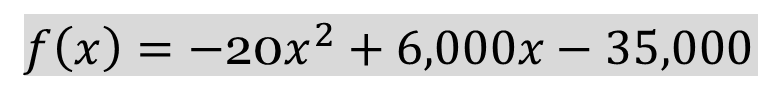 f(x) = −20x² + 6,000x − 35,000